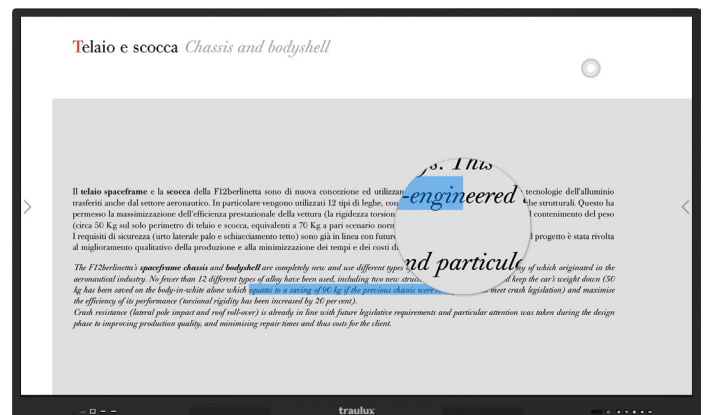 Telaio e scocca Chassis and bodyshell
Il telaio spaceframe e la scocca della F12berlinetta sono di nuova concezione ed utilizzan tecnologie dell'alluminio
trasferiti anche dal settore aeronautico. In particolare vengono utilizzati 12 tipi di leghe, con che strutturali. Questo ha
permesso la massimizzazione dell'efficienza prestazionale della vettura (la rigidezza torsion l contenimento del peso
(circa 50 Kg sul solo perimetro di telaio e scocca, equivalenti a 70 Kg a pari scenario norm
I requisiti di sicurezza (urto laterale palo e schiacciamento tetto) sono già in linea con future l progetto è stata rivolta
al miglioramento qualitativo della produzione e alla minimizzazione dei tempi e dei costi di
ys. This
-engineered
nd particula
The F12berlinetta's spaceframe chassis and bodyshell are completely new and use different types y of which originated in the
aeronautical industry. No fewer than 12 different types of alloy have been used, including two new struc d keep the car's weight down (50
kg has been saved on the body-in-white alone which equates to a saving of 90 kg if the previous chassis were to meet crash legislation) and maximise
the efficiency of its performance (torsional rigidity has been increased by 20 per cent).
Crash resistance (lateral pole impact and roof roll-over) is already in line with future legislative requirements and particular attention was taken during the design
phase to improving production quality, and minimising repair times and thus costs for the client.
traulux